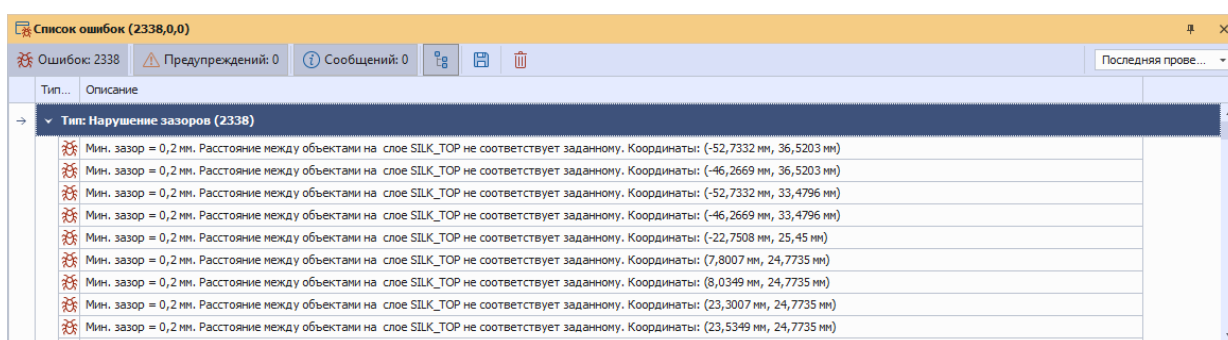 Список ошибок (2338,0,0)
Ошибок: 2338 Предупреждений: 0 Сообщений: 0 Последняя прове...
Тип... Описание
Тип: Нарушение зазоров (2338)
Мин. зазор = 0,2 мм. Расстояние между объектами на слое SILK_TOP не соответствует заданному. Координаты: (-52,7332 мм, 36,5203 мм)
Мин. зазор = 0,2 мм. Расстояние между объектами на слое SILK_TOP не соответствует заданному. Координаты: (-46,2669 мм, 36,5203 мм)
Мин. зазор = 0,2 мм. Расстояние между объектами на слое SILK_TOP не соответствует заданному. Координаты: (-52,7332 мм, 33,4796 мм)
Мин. зазор = 0,2 мм. Расстояние между объектами на слое SILK_TOP не соответствует заданному. Координаты: (-46,2669 мм, 33,4796 мм)
Мин. зазор = 0,2 мм. Расстояние между объектами на слое SILK_TOP не соответствует заданному. Координаты: (-22,7508 мм, 25,45 мм)
Мин. зазор = 0,2 мм. Расстояние между объектами на слое SILK_TOP не соответствует заданному. Координаты: (7,8007 мм, 24,7735 мм)
Мин. зазор = 0,2 мм. Расстояние между объектами на слое SILK_TOP не соответствует заданному. Координаты: (8,0349 мм, 24,7735 мм)
Мин. зазор = 0,2 мм. Расстояние между объектами на слое SILK_TOP не соответствует заданному. Координаты: (23,3007 мм, 24,7735 мм)
Мин. зазор = 0,2 мм. Расстояние между объектами на слое SILK_TOP не соответствует заданному. Координаты: (23,5349 мм, 24,7735 мм)